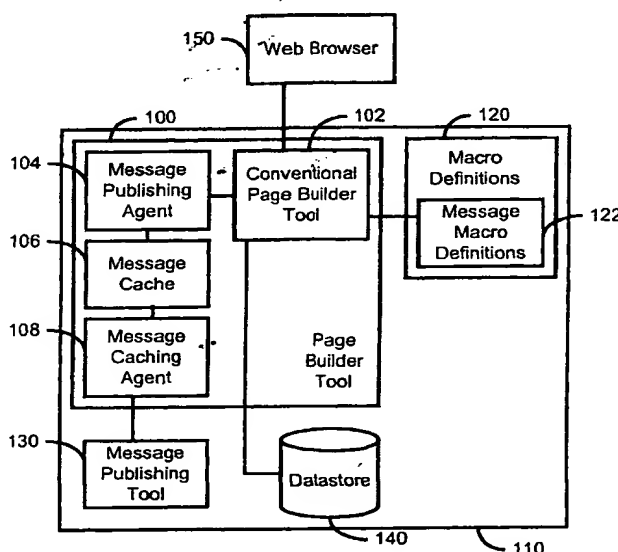 150
Web Browser
100
102
120
104
Message
Publishing
Agent
Conventional
Page Builder
Tool
Macro
Definitions
Message
Macro
Definitions
122
106
Message
Cache
108
Message
Caching
Agent
Page
Builder
Tool
130
Message
Publishing
Tool
Datastore
140
110